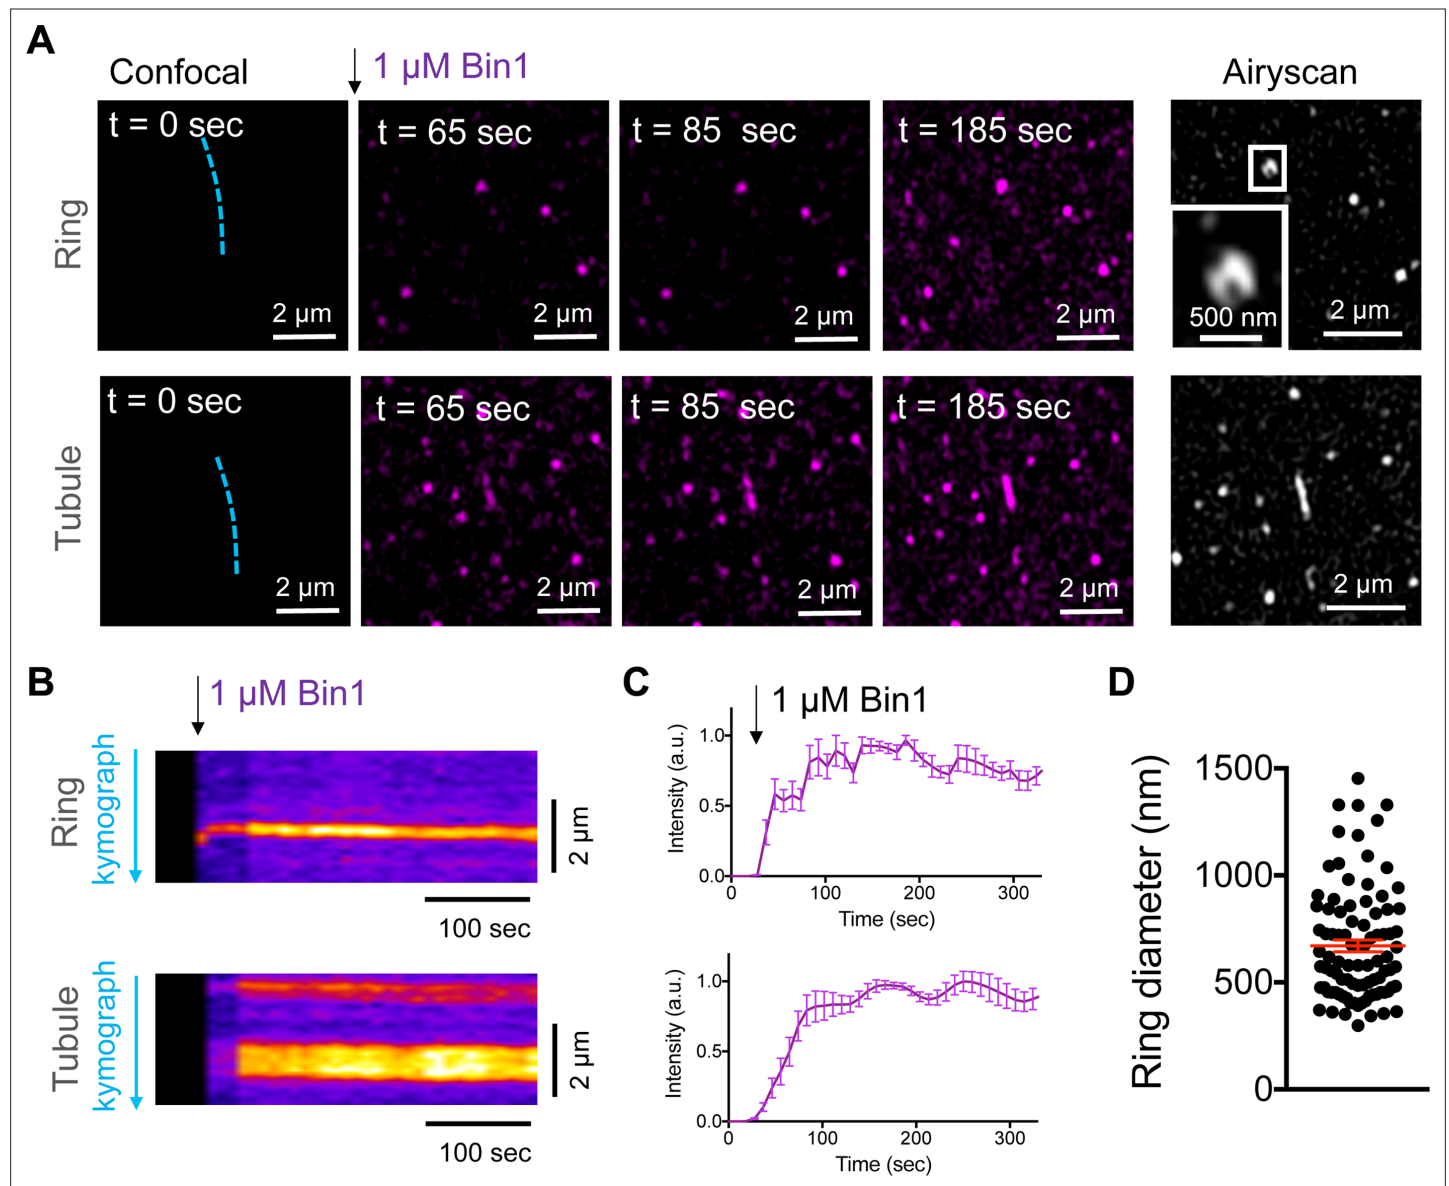 A
Confocal
1 µM Bin1
Airyscan
Ring
t = 0 sec
2 µm
t = 65 sec
2 µm
t = 85 sec
2 µm
t = 185 sec
2 µm
500 nm
2 µm
Tubule
t = 0 sec
2 µm
t = 65 sec
2 µm
t = 85 sec
2 µm
t = 185 sec
2 µm
2 µm
B
1 µM Bin1
Ring
kymograph
2 µm
100 sec
Tubule
kymograph
2 µm
100 sec
C
1 µM Bin1
Intensity (a.u.)
1.0
0.5
0.0
0
100
200
300
Time (sec)
Intensity (a.u.)
1.0
0.5
0.0
0
100
200
300
Time (sec)
D
Ring diameter (nm)
1500
1000
500
0